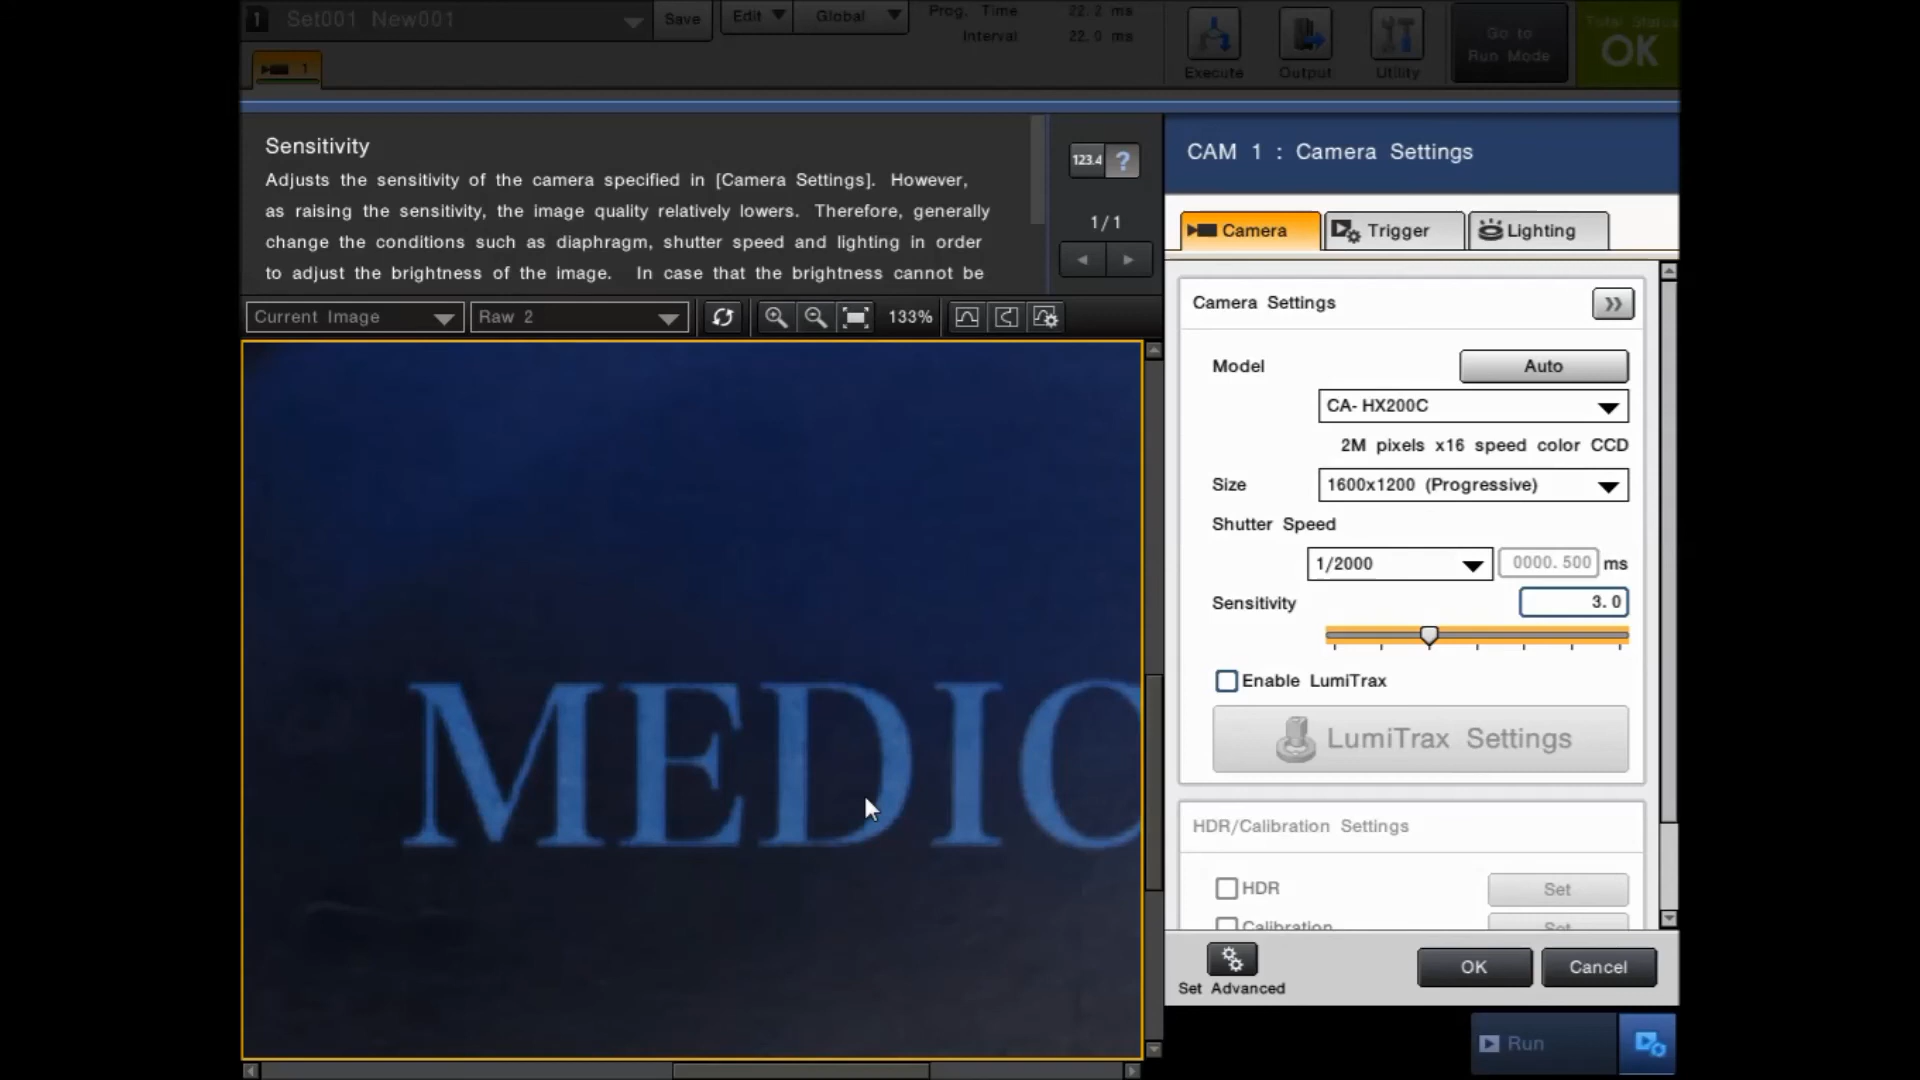 1 Set001 New001 Save Edit Global Prog. Time 22.2 ms
Interval 22.0 ms
Execute Output Utility
Go to
Run Mode
Total Status
OK
1
Sensitivity
Adjusts the sensitivity of the camera specified in [Camera Settings]. However,
as raising the sensitivity, the image quality relatively lowers. Therefore, generally
change the conditions such as diaphragm, shutter speed and lighting in order
to adjust the brightness of the image. In case that the brightness cannot be
123.4 ?
1/1
Current Image Raw 2 133%
MEDIC
CAM 1 : Camera Settings
Camera Trigger Lighting
Camera Settings
Model Auto
CA-HX200C
2M pixels x16 speed color CCD
Size 1600x1200 (Progressive)
Shutter Speed
1/2000 0000.500 ms
Sensitivity 3.0
Enable LumiTrax
LumiTrax Settings
HDR/Calibration Settings
HDR Set
Calibration Set
Set Advanced
OK Cancel
Run